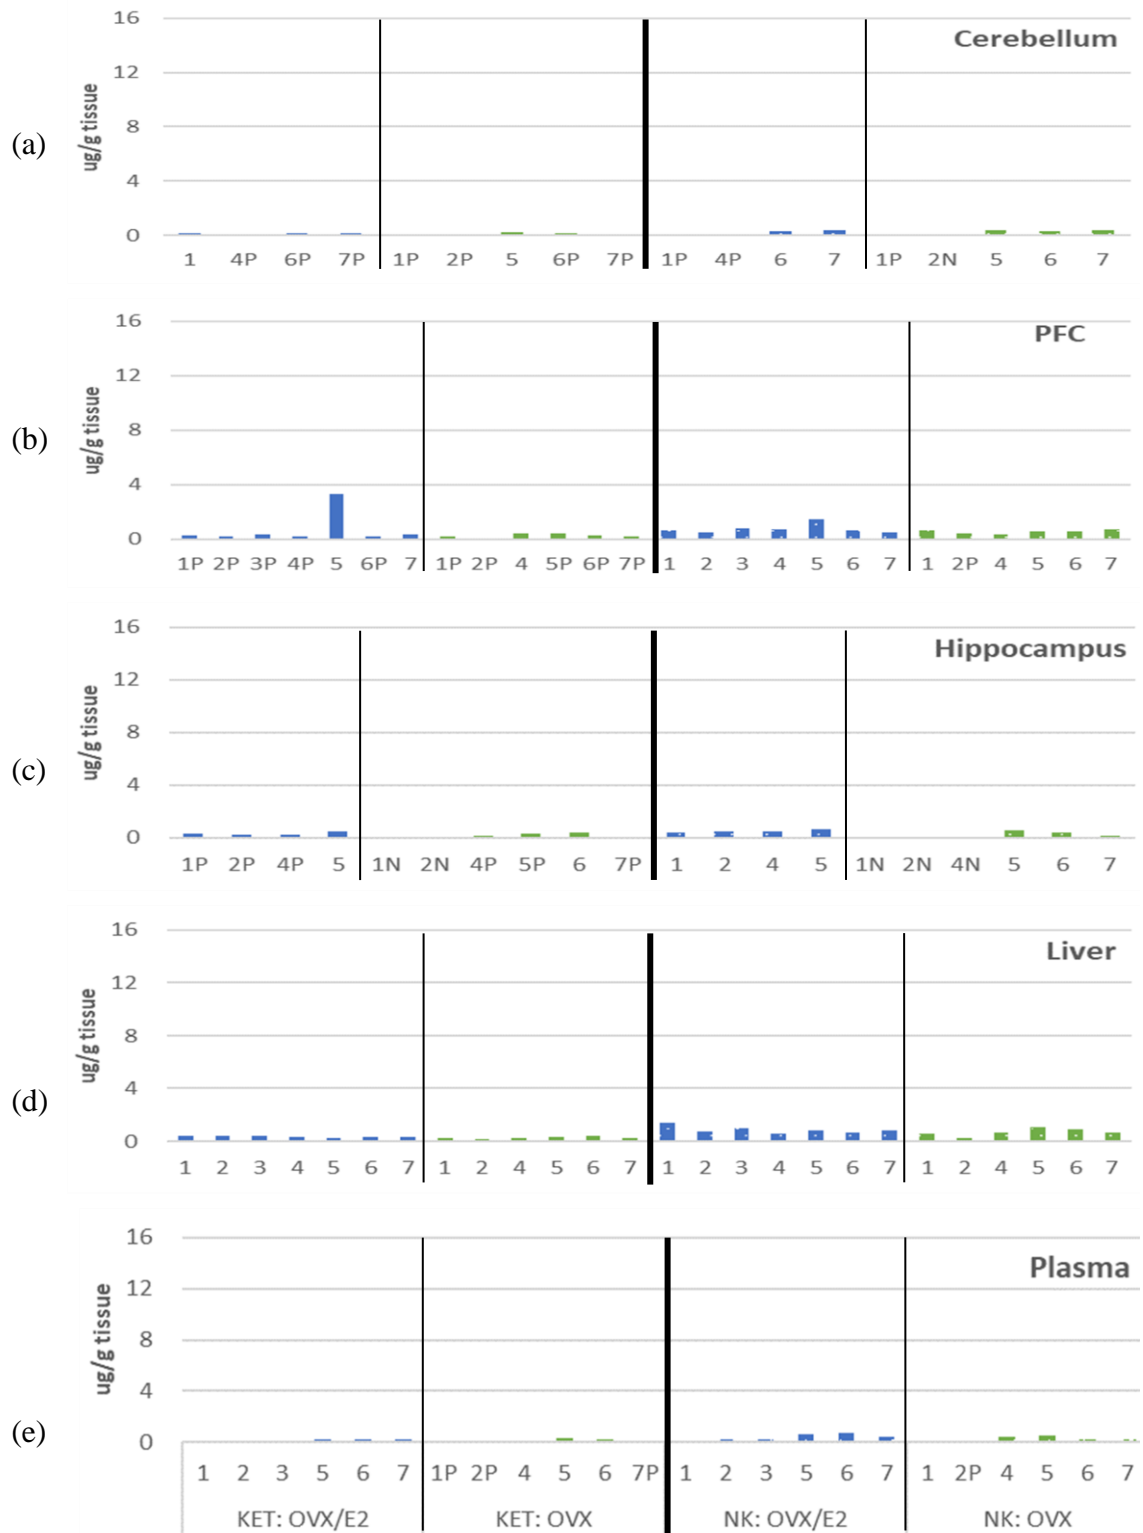 (a)
Cerebellum
ug/g tissue
16
12
8
4
0
1 4P 6P 7P 1P 2P 5 6P 7P 1P 4P 6 7 1P 2N 5 6 7
(b)
PFC
ug/g tissue
16
12
8
4
0
1P 2P 3P 4P 5 6P 7 1P 2P 4 5P 6P 7P 1 2 3 4 5 6 7 1 2P 4 5 6 7
(c)
Hippocampus
ug/g tissue
16
12
8
4
0
1P 2P 4P 5 1N 2N 4P 5P 6 7P 1 2 4 5 1N 2N 4N 5 6 7
(d)
Liver
ug/g tissue
16
12
8
4
0
1 2 3 4 5 6 7 1 2 4 5 6 7 1 2 3 4 5 6 7 1 2 4 5 6 7
(e)
Plasma
ug/g tissue
16
12
8
4
0
1 2 3 5 6 7 1P 2P 4 5 6 7P 1 2 3 5 6 7 1 2P 4 5 6 7
KET: OVX/E2 KET: OVX NK: OVX/E2 NK: OVX